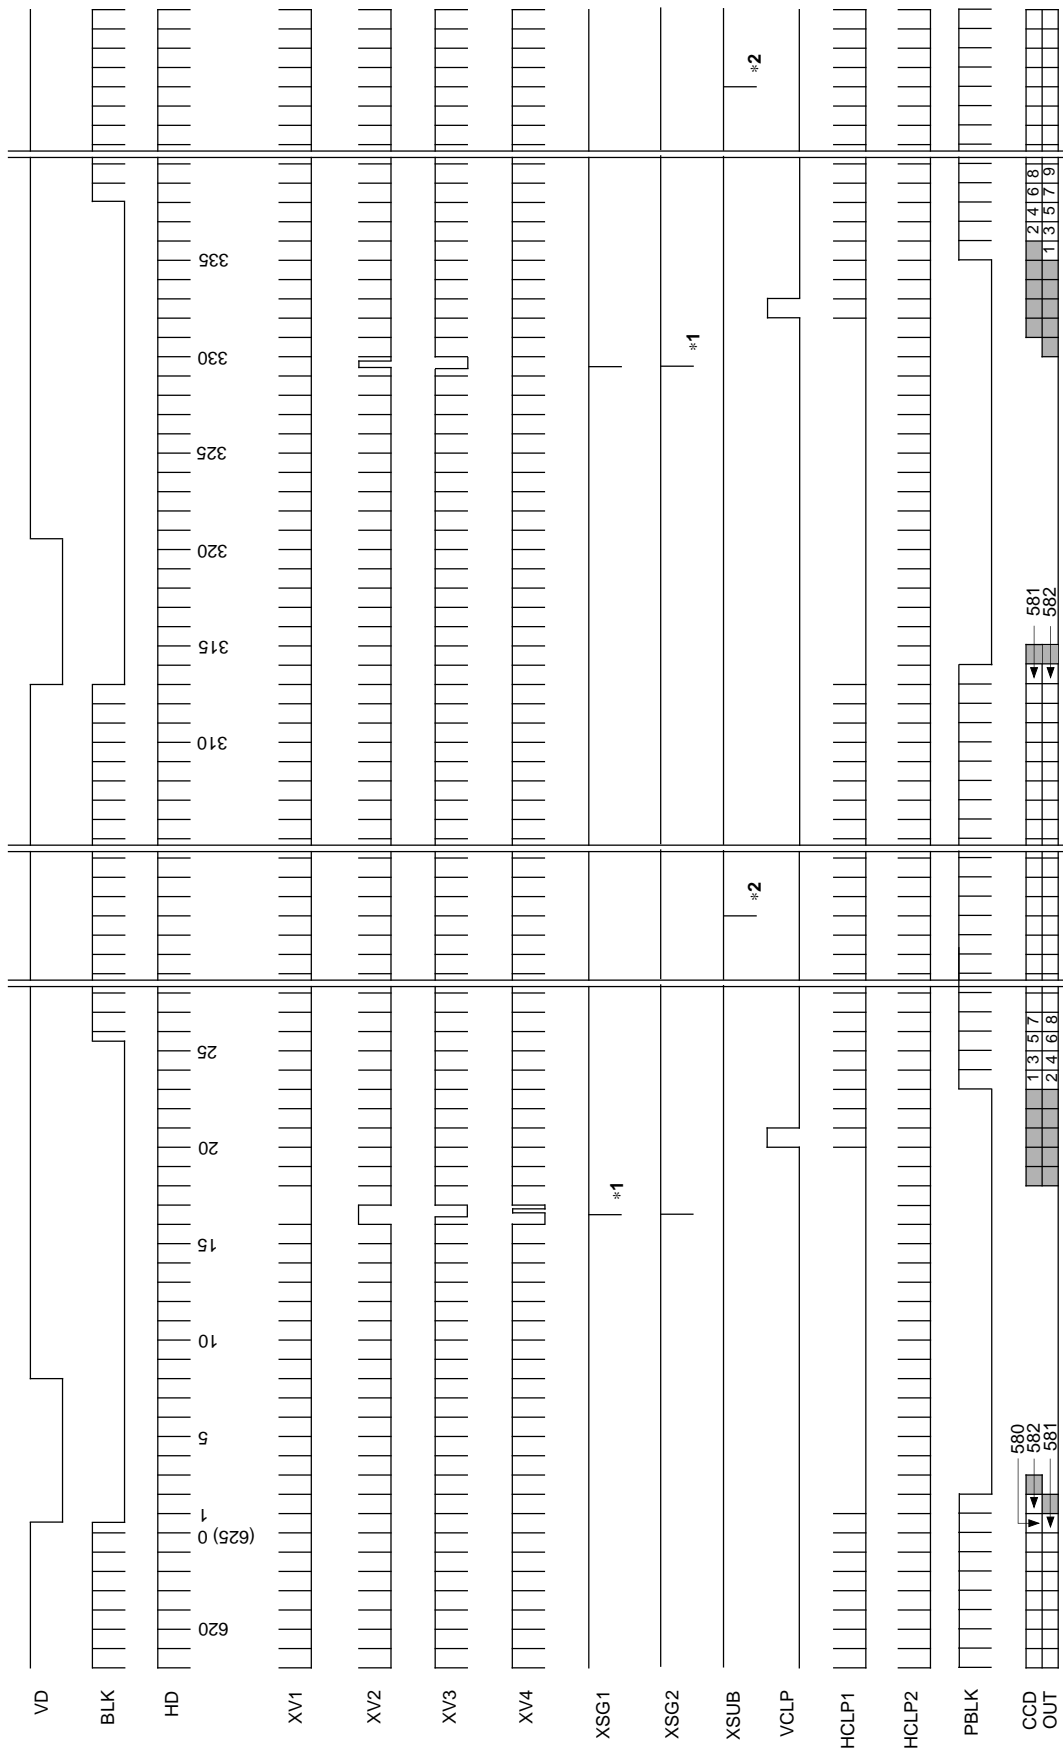 VD
BLK
HD
620
0 (625)
1
5
10
15
20
25
310
315
320
325
330
335
XV1
XV2
XV3
XV4
XSG1
*1
XSG2
*1
XSUB
*2
*2
VCLP
HCLP1
HCLP2
PBLK
CCD
OUT
580
582
581
1 3 5 7
2 4 6 8
581
582
2 4 6 8
1 3 5 7 9